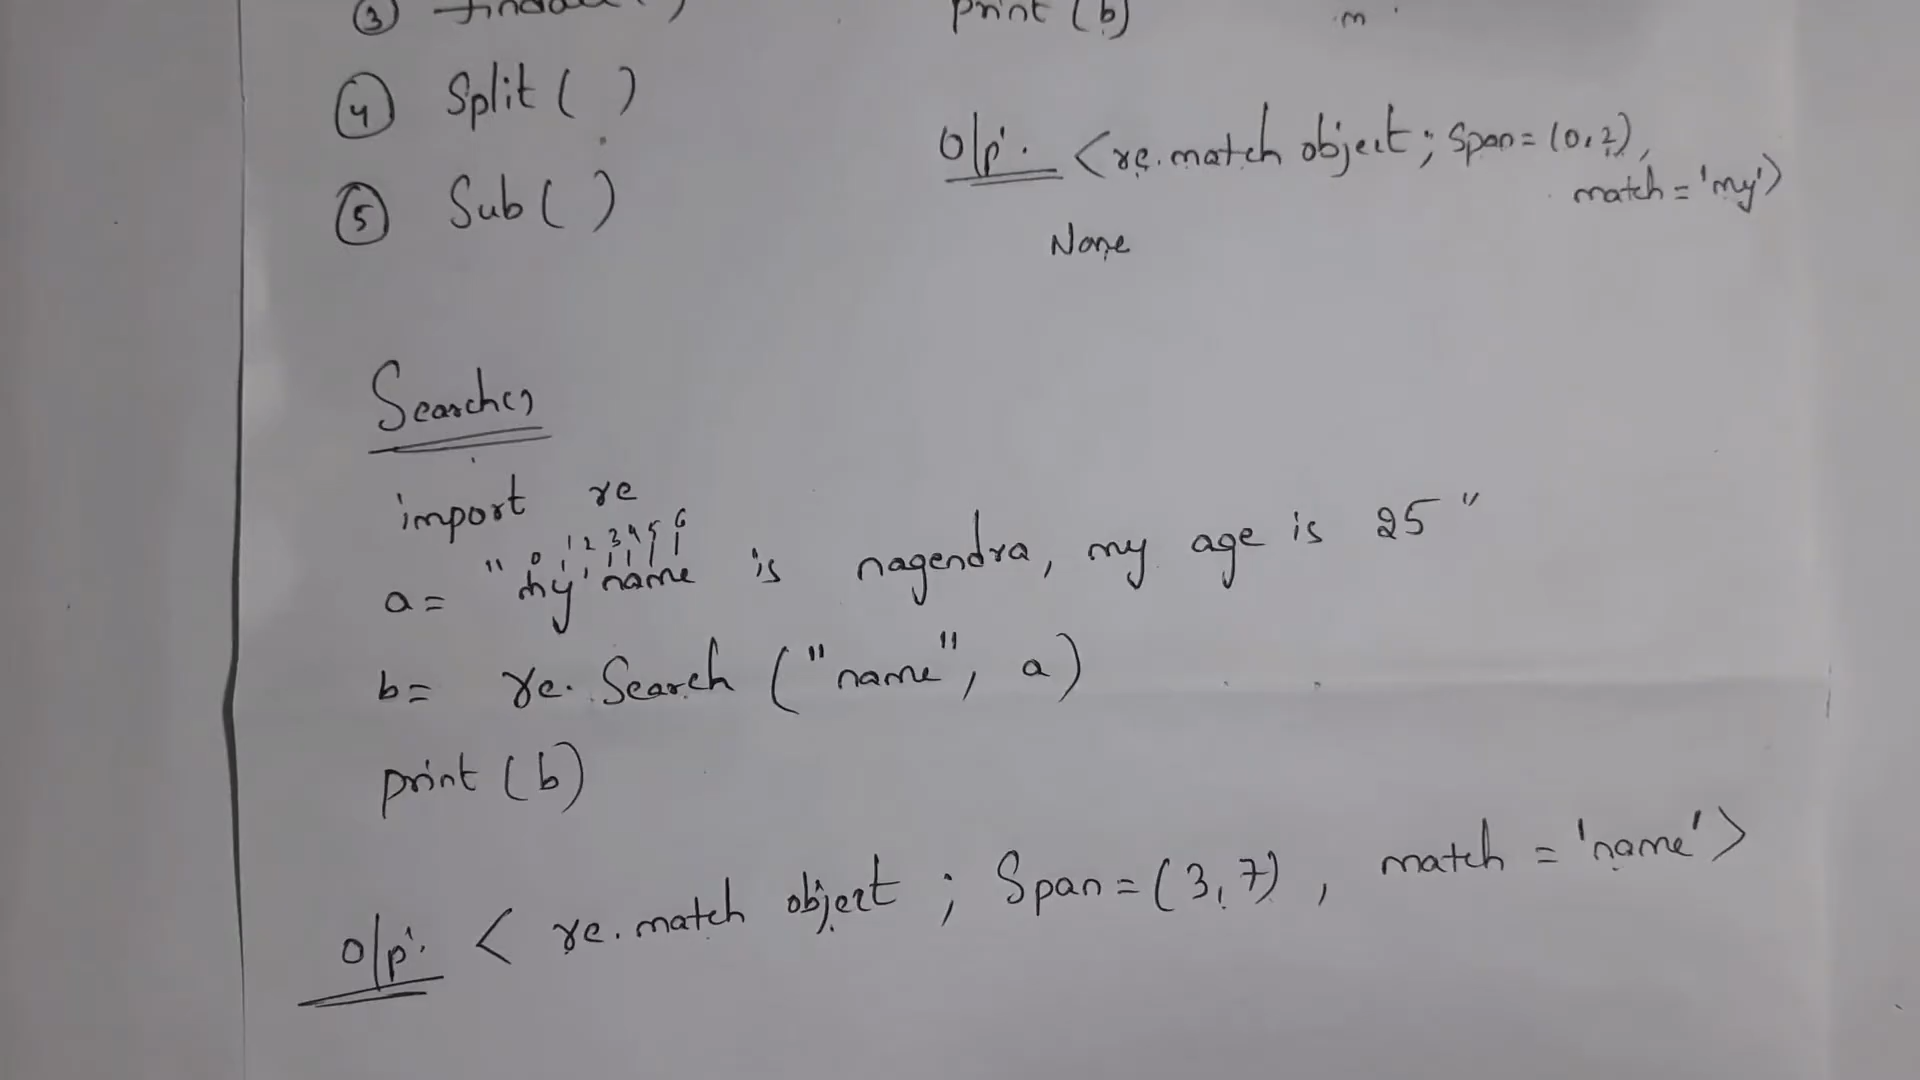 ③
④ Split ( )
⑤ Sub ( )
print (b)
m
O/p: <re.match object; span = (0, 2),
match = 'my'>
None
Search()
import re
0 1 2 3 4 5 6
a = "my name is nagendra, my age is 25"
b = re. Search ("name", a)
print (b)
O/p: < re. match object ; Span = (3, 7) , match = 'name'>